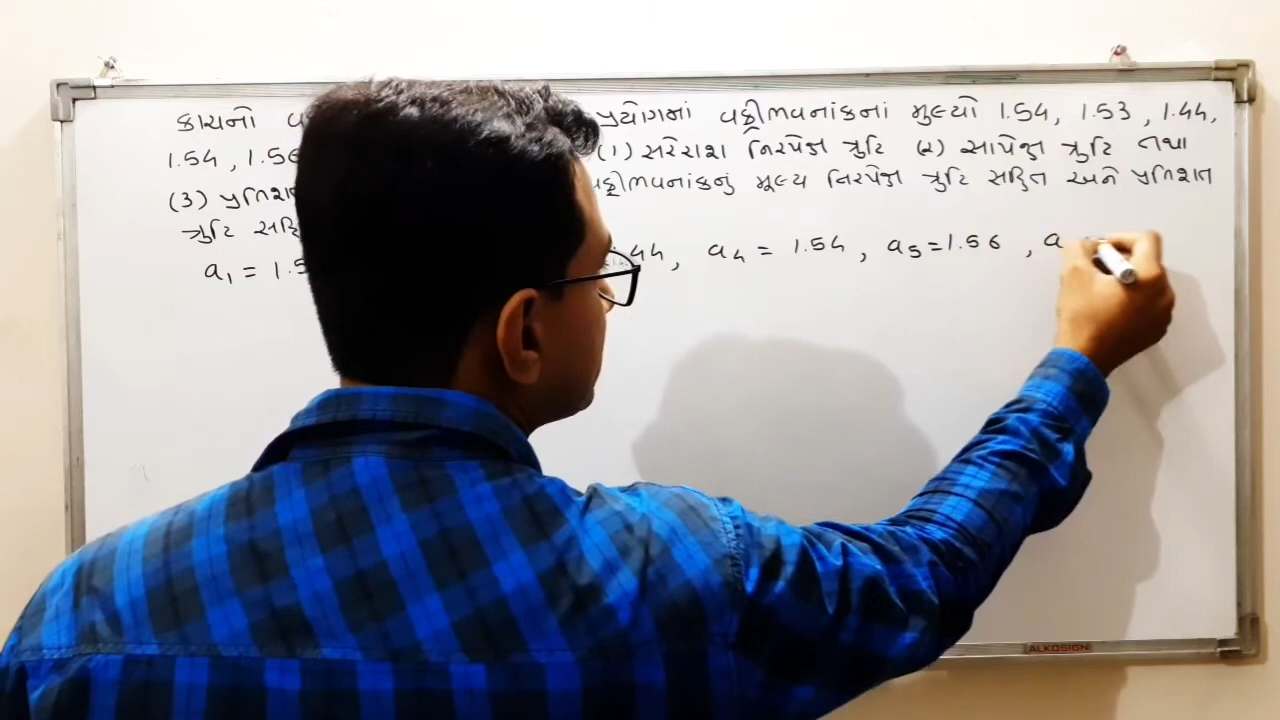 કાચનો પ્રયોગમાં વક્રીભવનાંકનાં મુલ્યો 1.54, 1.53, 1.44,
1.54, 1.56 (1) સરેરાશ નિરપેક્ષ ત્રુટિ (2) સાપેક્ષ ત્રુટિ તથા
(3) વક્રીભવનાંકનું મૂલ્ય નિરપેક્ષ ત્રુટિ સહિત અને પ્રતિશત
ત્રુટિ
a₁ = 1.5 .44, a₄ = 1.54, a₅ = 1.56, a
ALKOSIGN